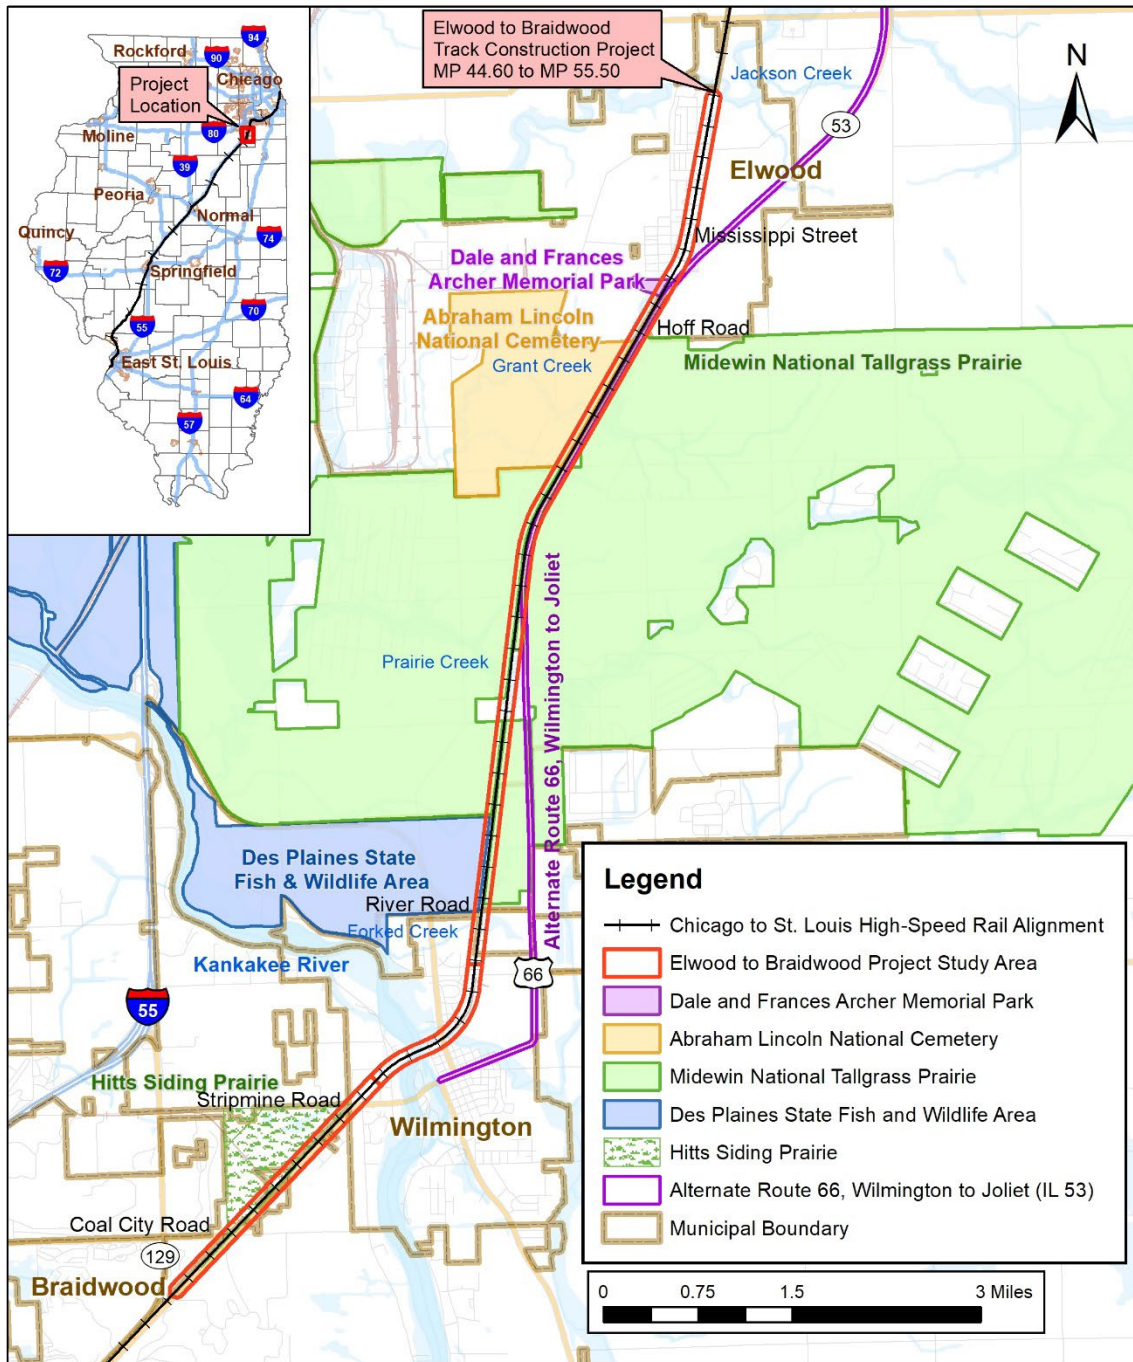 Rockford
94
90
Chicago
Project
Location
80
Moline
39
Peoria
Normal
Quincy
74
72
Springfield
70
55
East St. Louis
64
57
Elwood to Braidwood
Track Construction Project
MP 44.60 to MP 55.50
Jackson Creek
N
53
Elwood
Mississippi Street
Dale and Frances
Archer Memorial Park
Abraham Lincoln
National Cemetery
Hoff Road
Grant Creek
Midewin National Tallgrass Prairie
Alternate Route 66, Wilmington to Joliet
Prairie Creek
Des Plaines State
Fish & Wildlife Area
River Road
Forked Creek
Kankakee River
66
55
Hitts Siding Prairie
Stripmine Road
Wilmington
Coal City Road
129
Braidwood
Legend
Chicago to St. Louis High-Speed Rail Alignment
Elwood to Braidwood Project Study Area
Dale and Frances Archer Memorial Park
Abraham Lincoln National Cemetery
Midewin National Tallgrass Prairie
Des Plaines State Fish and Wildlife Area
Hitts Siding Prairie
Alternate Route 66, Wilmington to Joliet (IL 53)
Municipal Boundary
0 0.75 1.5 3 Miles